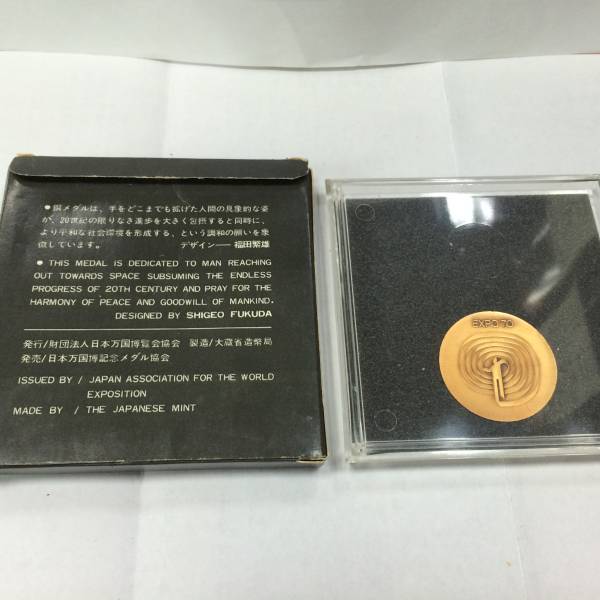 ● 銅メダルは、手をどこまでも拡げた人間の具象的な姿
が、20世紀の限りなき進歩を大きく包摂すると同時に、
より平和な社会環境を形成する、という調和の願いを象
徴しています。 デザイン——福田繁雄
● THIS MEDAL IS DEDICATED TO MAN REACHING
OUT TOWARDS SPACE SUBSUMING THE ENDLESS
PROGRESS OF 20TH CENTURY AND PRAY FOR THE
HARMONY OF PEACE AND GOODWILL OF MANKIND.
DESIGNED BY SHIGEO FUKUDA
発行/財団法人日本万国博覧会協会 製造/大蔵省造幣局
発売/日本万国博記念メダル協会
ISSUED BY / JAPAN ASSOCIATION FOR THE WORLD
EXPOSITION
MADE BY / THE JAPANESE MINT
EXPO'70